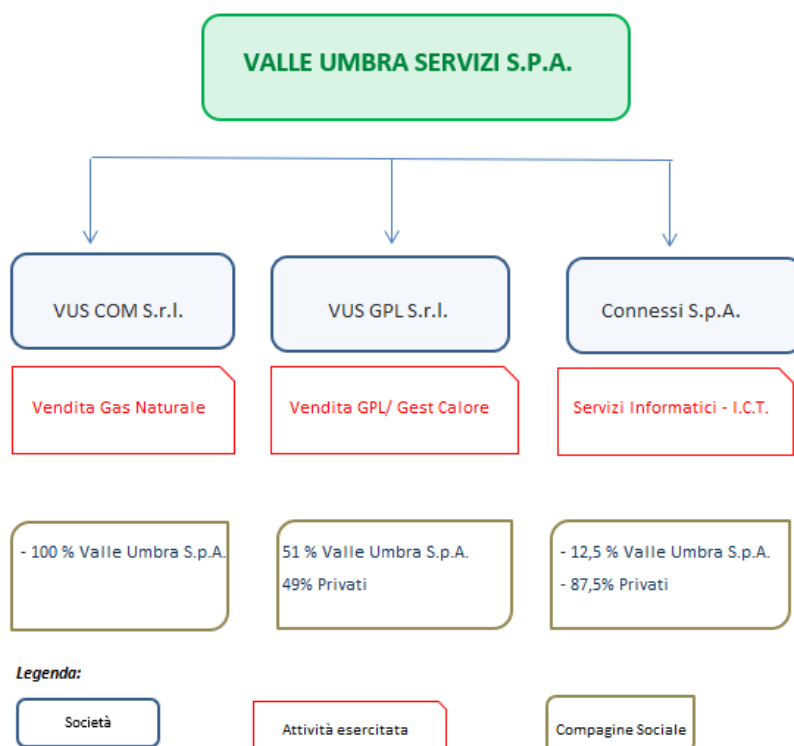 VALLE UMBRA SERVIZI S.P.A.
VUS COM S.r.l.
VUS GPL S.r.l.
Connessi S.p.A.
Vendita Gas Naturale
Vendita GPL/ Gest Calore
Servizi Informatici - I.C.T.
- 100 % Valle Umbra S.p.A.
51 % Valle Umbra S.p.A.
49% Privati
- 12,5 % Valle Umbra S.p.A.
- 87,5% Privati
Legenda:
Società
Attività esercitata
Compagine Sociale